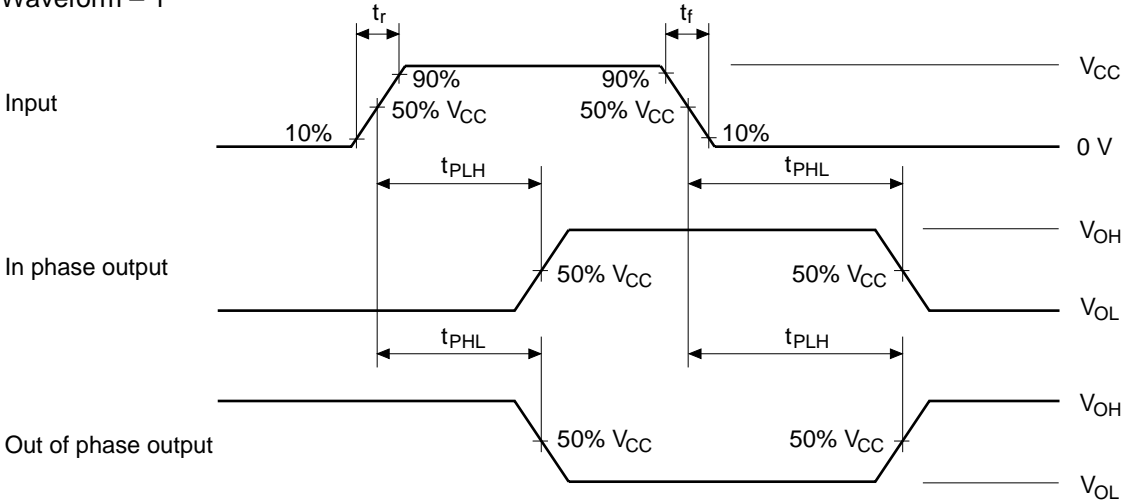 Waveform – 1
tr
tf
VCC
90%
90%
Input
50% VCC
50% VCC
10%
10%
0 V
tPLH
tPHL
VOH
In phase output
50% VCC
50% VCC
VOL
tPHL
tPLH
VOH
Out of phase output
50% VCC
50% VCC
VOL